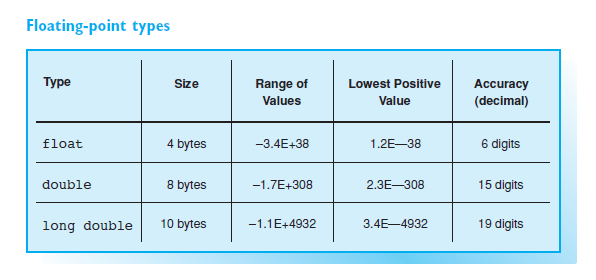 Floating-point types
Type Size Range of Values Lowest Positive Value Accuracy (decimal)
float 4 bytes –3.4E+38 1.2E—38 6 digits
double 8 bytes –1.7E+308 2.3E—308 15 digits
long double 10 bytes –1.1E+4932 3.4E—4932 19 digits